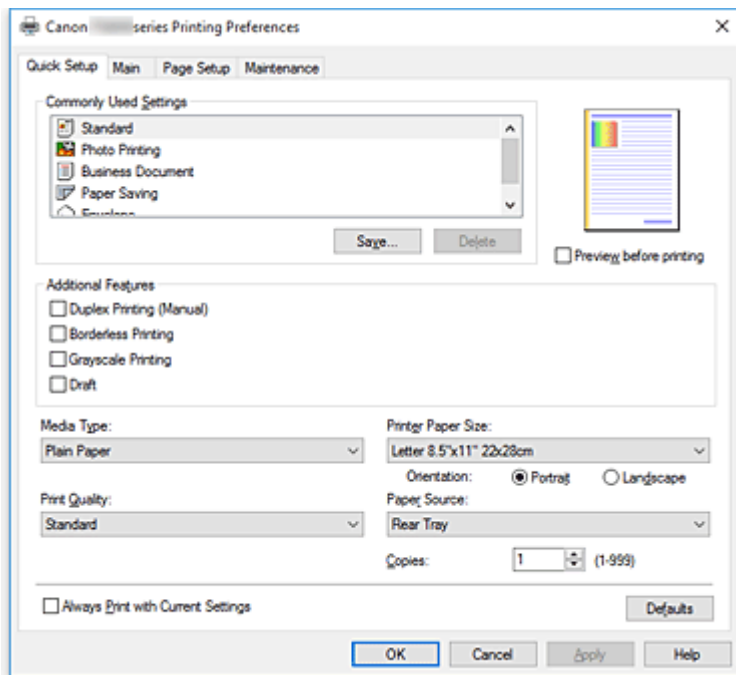 Canon series Printing Preferences
Quick Setup Main Page Setup Maintenance
Commonly Used Settings
Standard
Photo Printing
Business Document
Paper Saving
Envelope
Save... Delete
Preview before printing
Additional Features
Duplex Printing (Manual)
Borderless Printing
Grayscale Printing
Draft
Media Type: Printer Paper Size:
Plain Paper Letter 8.5"x11" 22x28cm
Orientation: Portrait Landscape
Print Quality: Paper Source:
Standard Rear Tray
Copies: 1 (1-999)
Always Print with Current Settings Defaults
OK Cancel Apply Help